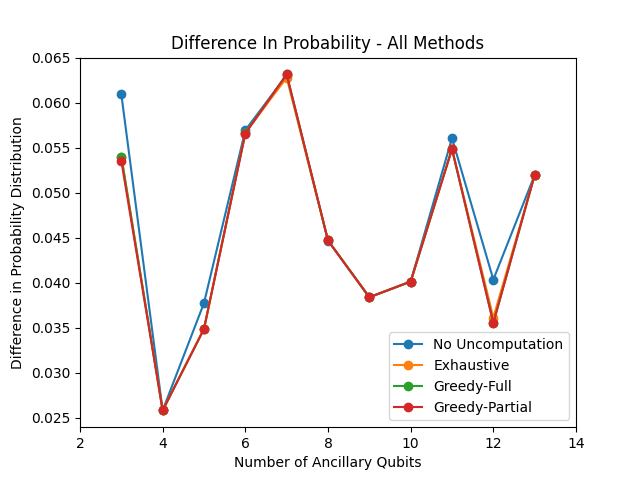 Difference In Probability - All Methods
Difference in Probability Distribution
0.065
0.060
0.055
0.050
0.045
0.040
0.035
0.030
0.025
No Uncomputation
Exhaustive
Greedy-Full
Greedy-Partial
2 4 6 8 10 12 14
Number of Ancillary Qubits